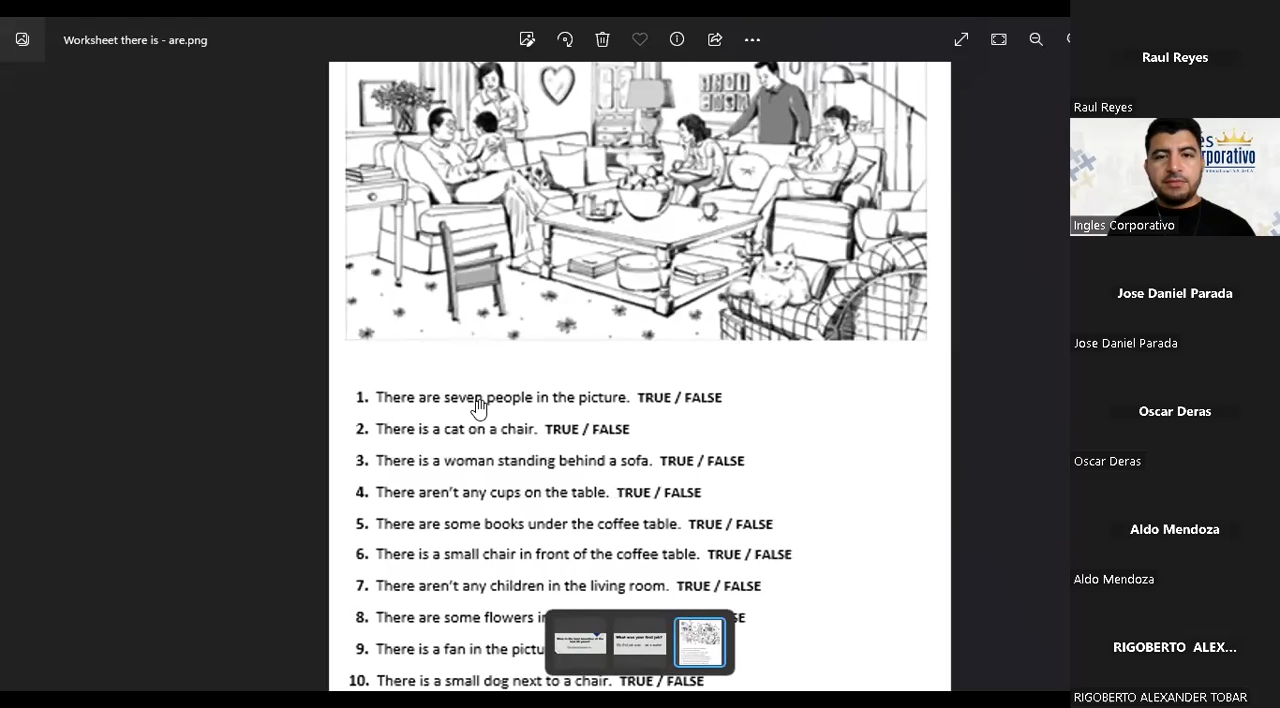 Worksheet there is - are.png
1. There are seven people in the picture. TRUE / FALSE
2. There is a cat on a chair. TRUE / FALSE
3. There is a woman standing behind a sofa. TRUE / FALSE
4. There aren't any cups on the table. TRUE / FALSE
5. There are some books under the coffee table. TRUE / FALSE
6. There is a small chair in front of the coffee table. TRUE / FALSE
7. There aren't any children in the living room. TRUE / FALSE
8. There are some flowers
9. There is a fan in the
10. There is a small dog next to a chair. TRUE / FALSE
What was your first job?
Raul Reyes
Raul Reyes
Ingles Corporativo
Jose Daniel Parada
Jose Daniel Parada
Oscar Deras
Oscar Deras
Aldo Mendoza
Aldo Mendoza
RIGOBERTO ALEX...
RIGOBERTO ALEXANDER TOBAR